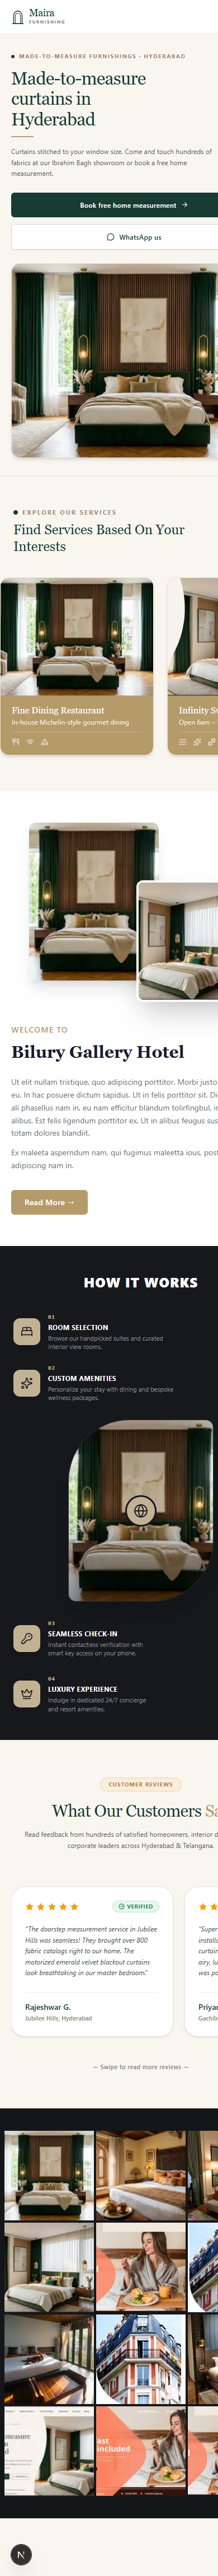 Maira
FURNISHING
MADE-TO-MEASURE FURNISHINGS · HYDERABAD
Made-to-measure
curtains in
Hyderabad
Curtains stitched to your window size. Come and touch hundreds of
fabrics at our Ibrahim Bagh showroom or book a free home
measurement.
Book free home measurement →
WhatsApp us
EXPLORE OUR SERVICES
Find Services Based On Your
Interests
Fine Dining Restaurant
In-house Michelin-style gourmet dining
Infinity Sw
Open 6am –
WELCOME TO
Bilury Gallery Hotel
Ut elit nullam tristique, quo adipiscing porttitor. Morbi justo
eu. In hac posuere dictum sapidus. Ut in felis porttitor sit. Dic
ali phasellus nam in, eu nam efficitur blandum tolirfingbul, in
alibus. Est felis ligendum porttitor ex. Ut in alibus feugus sus
totam dolores blandiit.
Ex maleeta asperndum nam, qui fugimus maleetta ious, post
adipiscing nam in.
Read More →
HOW IT WORKS
01
ROOM SELECTION
Browse our handpicked suites and curated
interior view rooms.
02
CUSTOM AMENITIES
Personalize your stay with dining and bespoke
wellness packages.
03
SEAMLESS CHECK-IN
Instant contactless verification with
smart key access on your phone.
04
LUXURY EXPERIENCE
Indulge in dedicated 24/7 concierge
and resort amenities.
CUSTOMER REVIEWS
What Our Customers Sa
Read feedback from hundreds of satisfied homeowners, interior d
corporate leaders across Hyderabad & Telangana.
VERIFIED
"The doorstep measurement service in Jubilee
Hills was seamless! They brought over 800
fabric catalogs right to our home. The
motorized emerald velvet blackout curtains
look breathtaking in our master bedroom."
Rajeshwar G.
Jubilee Hills, Hyderabad
"Super
install
curtain
airy, lu
was po
Priyan
Gachib
← Swipe to read more reviews →
measure
n
d
ast
included
N